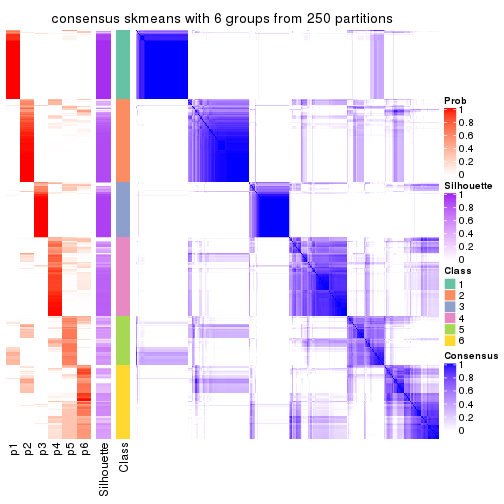 consensus skmeans with 6 groups from 250 partitions
Prob
1
0.8
0.6
0.4
0.2
0
Silhouette
1
0.8
0.6
0.4
0.2
0
Class
1
2
3
4
5
6
Consensus
1
0.8
0.6
0.4
0.2
0
p1
p2
p3
p4
p5
p6
Silhouette
Class